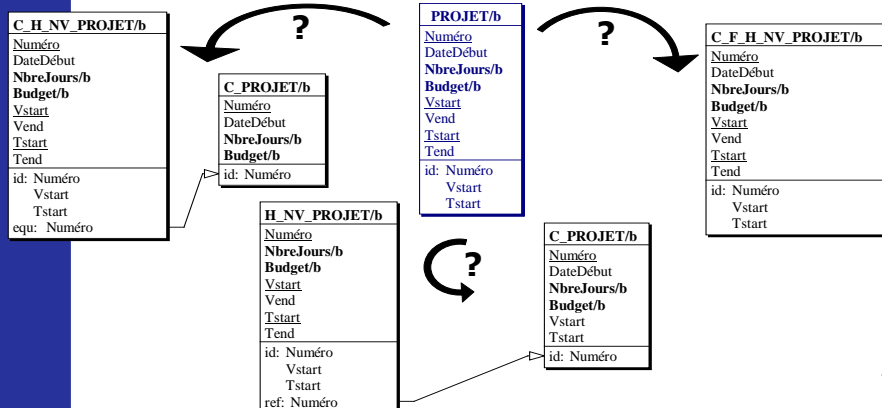 C_H_NV_PROJET/b
Numéro
DateDébut
NbreJours/b
Budget/b
Vstart
Vend
Tstart
Tend
id: Numéro
Vstart
Tstart
equ: Numéro
?
C_PROJET/b
Numéro
DateDébut
NbreJours/b
Budget/b
id: Numéro
PROJET/b
Numéro
DateDébut
NbreJours/b
Budget/b
Vstart
Vend
Tstart
Tend
id: Numéro
Vstart
Tstart
?
C_F_H_NV_PROJET/b
Numéro
DateDébut
NbreJours/b
Budget/b
Vstart
Vend
Tstart
Tend
id: Numéro
Vstart
Tstart
H_NV_PROJET/b
Numéro
NbreJours/b
Budget/b
Vstart
Vend
Tstart
Tend
id: Numéro
Vstart
Tstart
ref: Numéro
?
C_PROJET/b
Numéro
DateDébut
NbreJours/b
Budget/b
Vstart
Tstart
id: Numéro